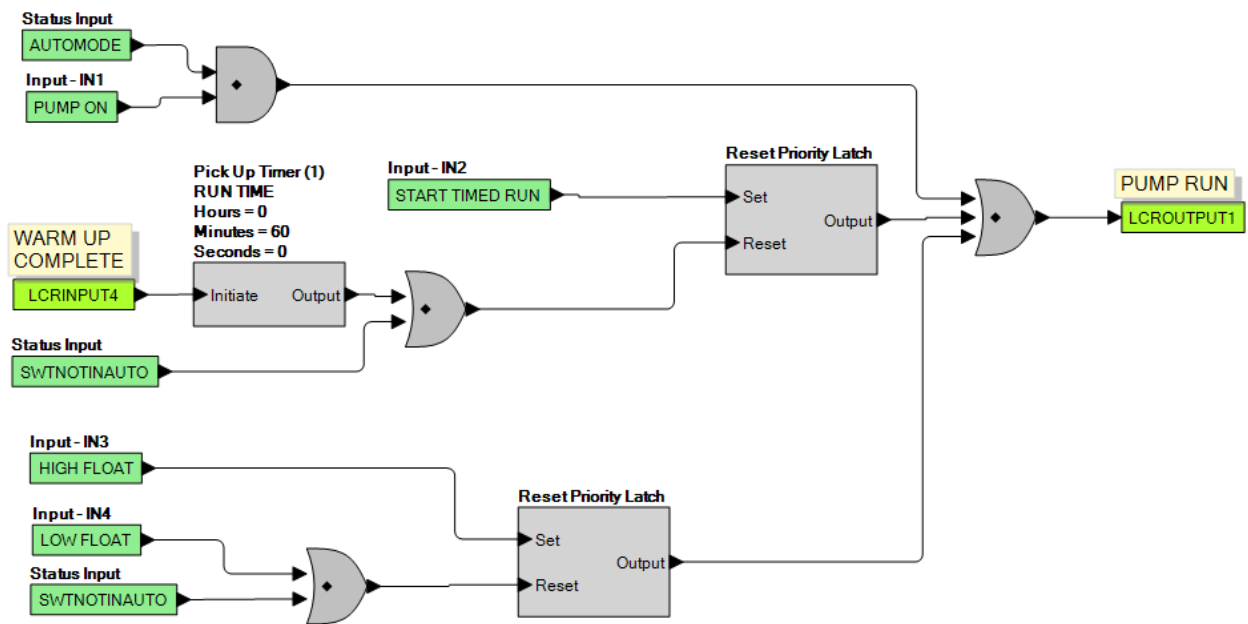 Status Input
AUTOMODE
Input - IN1
PUMP ON
Pick Up Timer (1)
RUN TIME
Hours = 0
Minutes = 60
Seconds = 0
Initiate
Output
WARM UP
COMPLETE
LCRINPUT4
Status Input
SWTNOTINAUTO
Input - IN2
START TIMED RUN
Reset Priority Latch
Set
Output
Reset
PUMP RUN
LCROUTPUT1
Input - IN3
HIGH FLOAT
Input - IN4
LOW FLOAT
Status Input
SWTNOTINAUTO
Reset Priority Latch
Set
Output
Reset